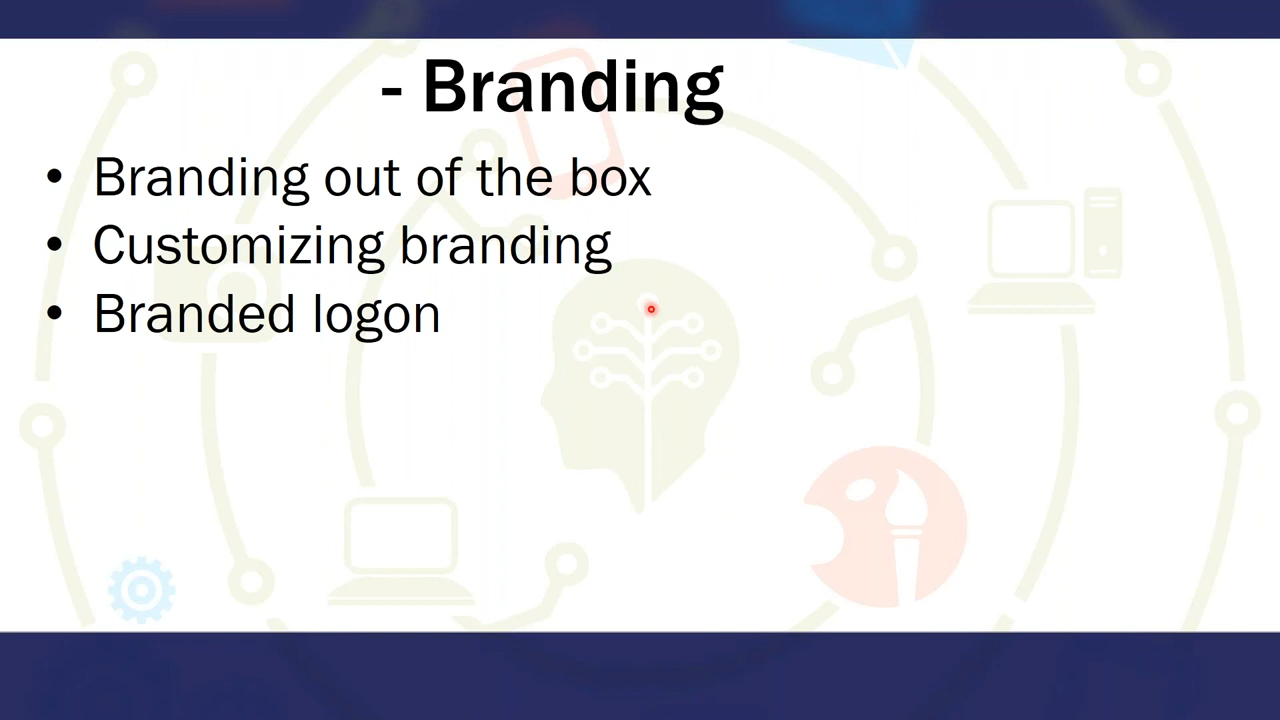 - Branding
• Branding out of the box
• Customizing branding
• Branded logon